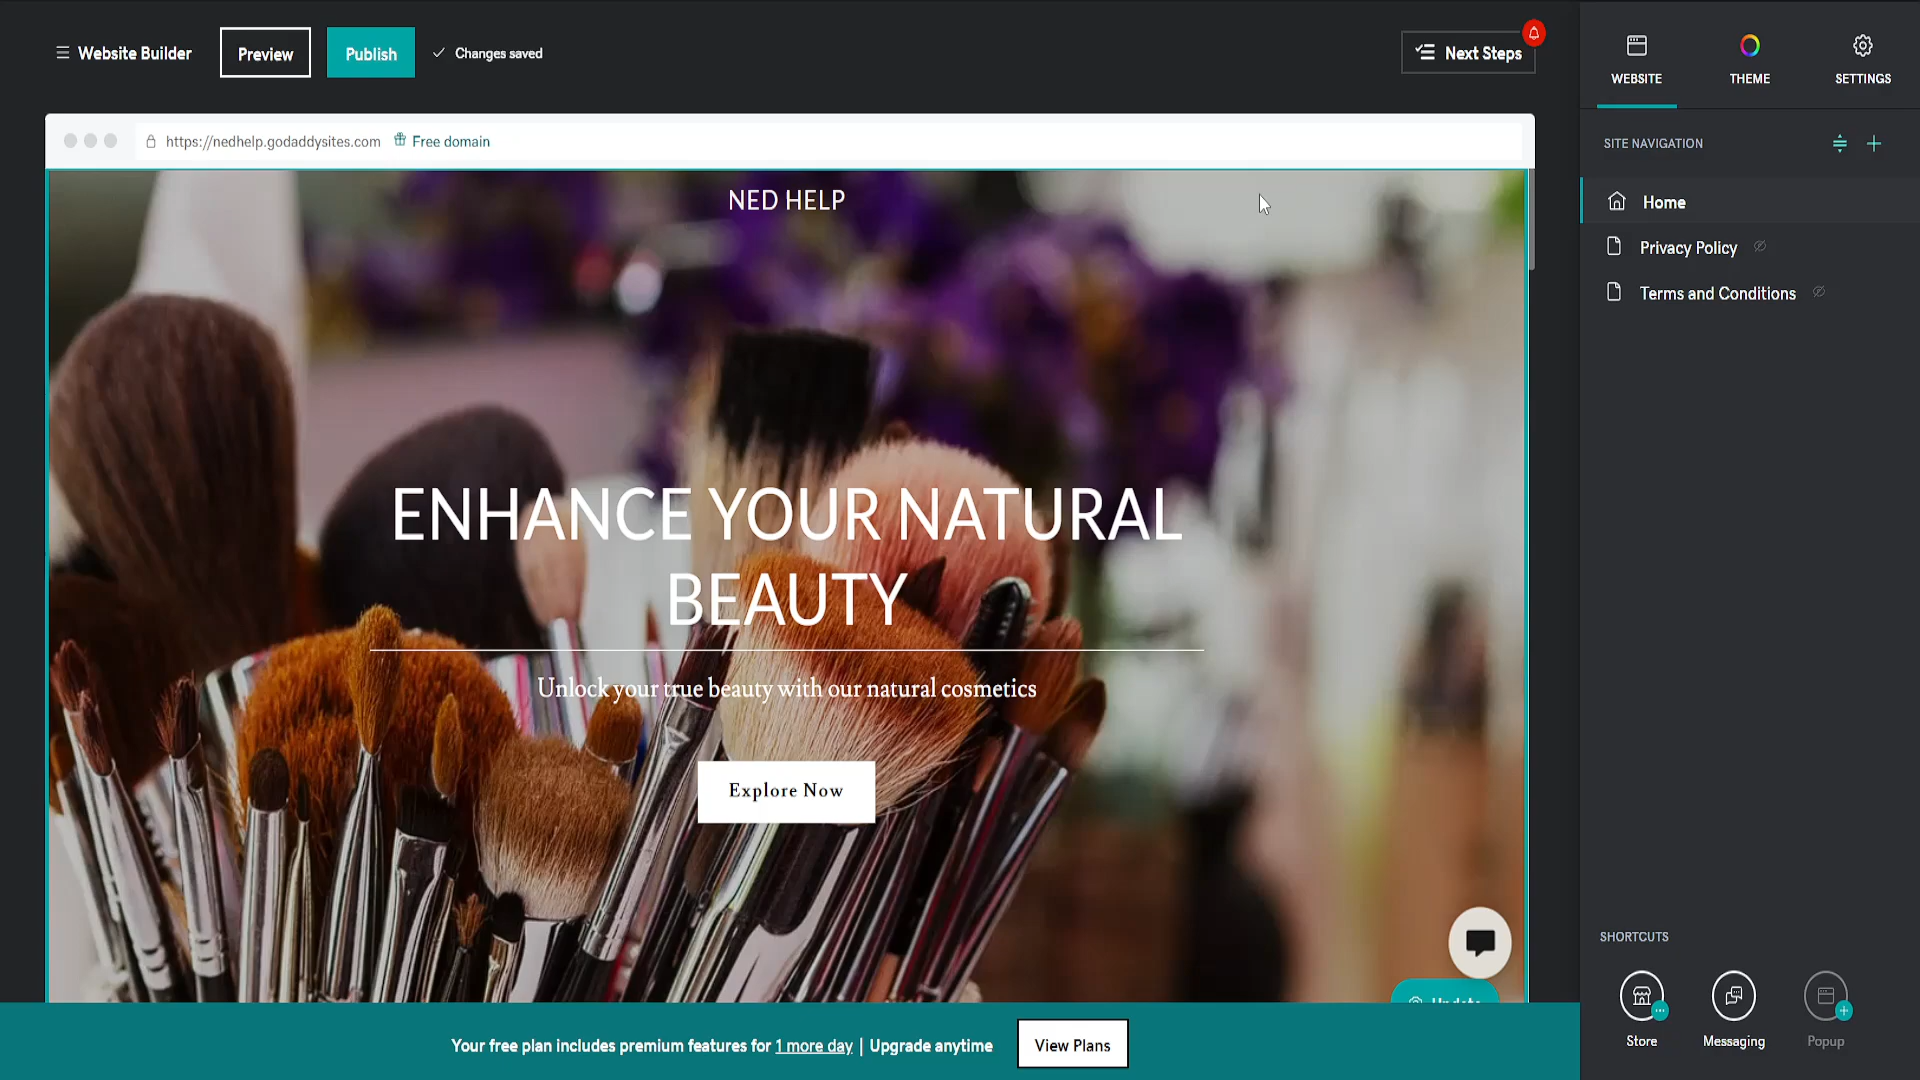 Website Builder
Preview
Publish
Changes saved
Next Steps
WEBSITE
THEME
SETTINGS
https://nedhelp.godaddysites.com
Free domain
SITE NAVIGATION
Home
Privacy Policy
Terms and Conditions
NED HELP
ENHANCE YOUR NATURAL
BEAUTY
Unlock your true beauty with our natural cosmetics
Explore Now
Update
SHORTCUTS
Store
Messaging
Popup
Your free plan includes premium features for 1 more day | Upgrade anytime
View Plans